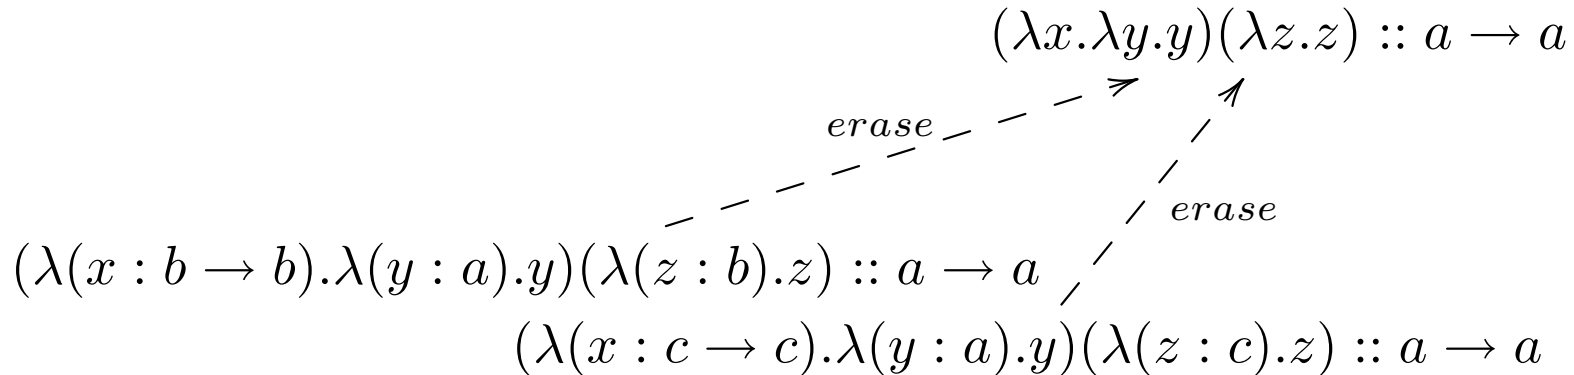 (λx.λy.y)(λz.z) :: a → a
erase
erase
(λ(x : b → b).λ(y : a).y)(λ(z : b).z) :: a → a
(λ(x : c → c).λ(y : a).y)(λ(z : c).z) :: a → a